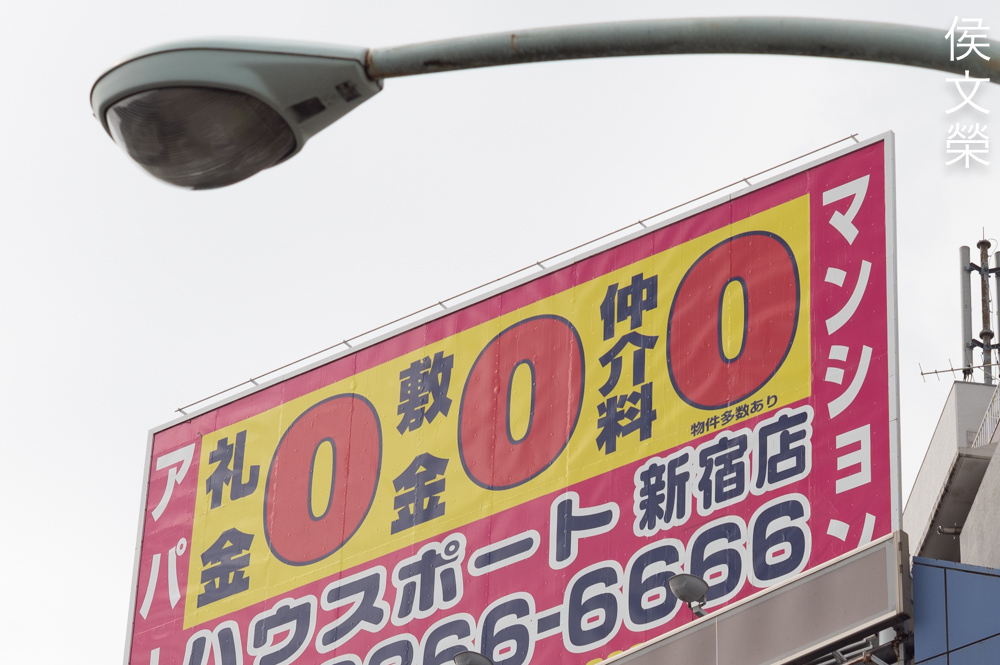 侯文榮
マンション
アパ
礼金0
敷金0
仲介料0
物件多数あり
ハウスポート新宿店
266-6666